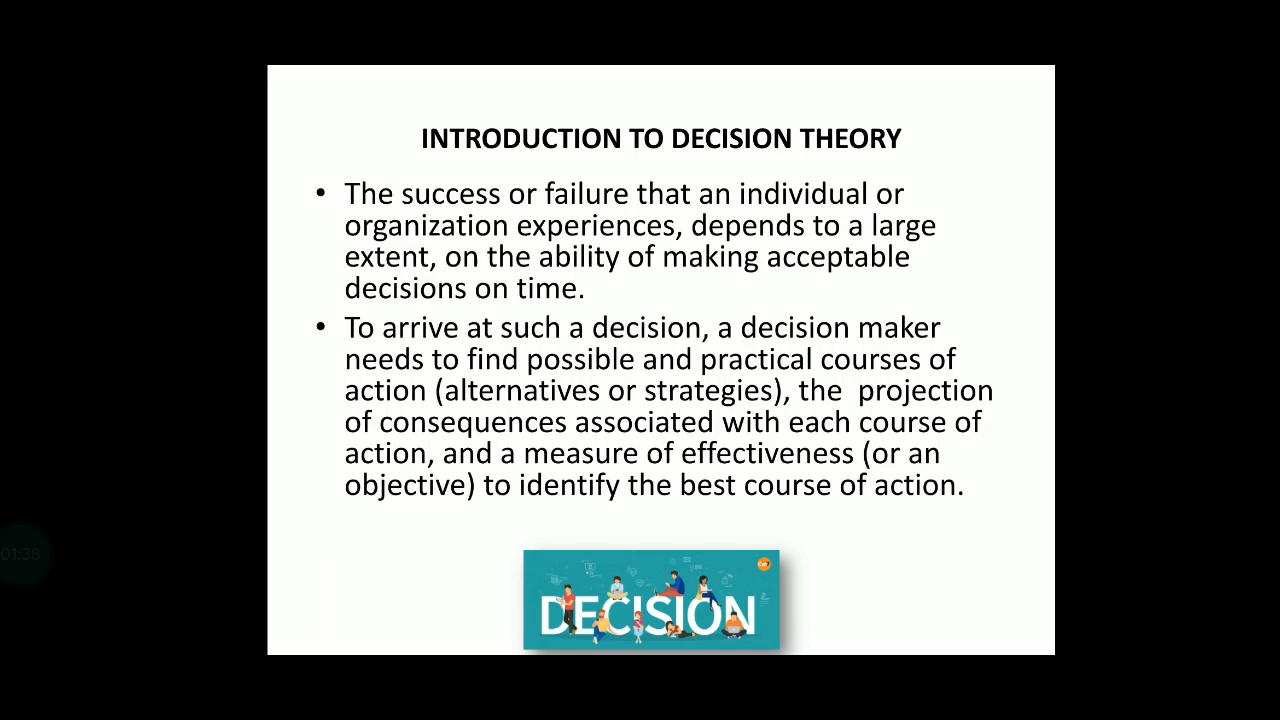 INTRODUCTION TO DECISION THEORY
• The success or failure that an individual or
organization experiences, depends to a large
extent, on the ability of making acceptable
decisions on time.
• To arrive at such a decision, a decision maker
needs to find possible and practical courses of
action (alternatives or strategies), the  projection
of consequences associated with each course of
action, and a measure of effectiveness (or an
objective) to identify the best course of action.
01:38
DECISION